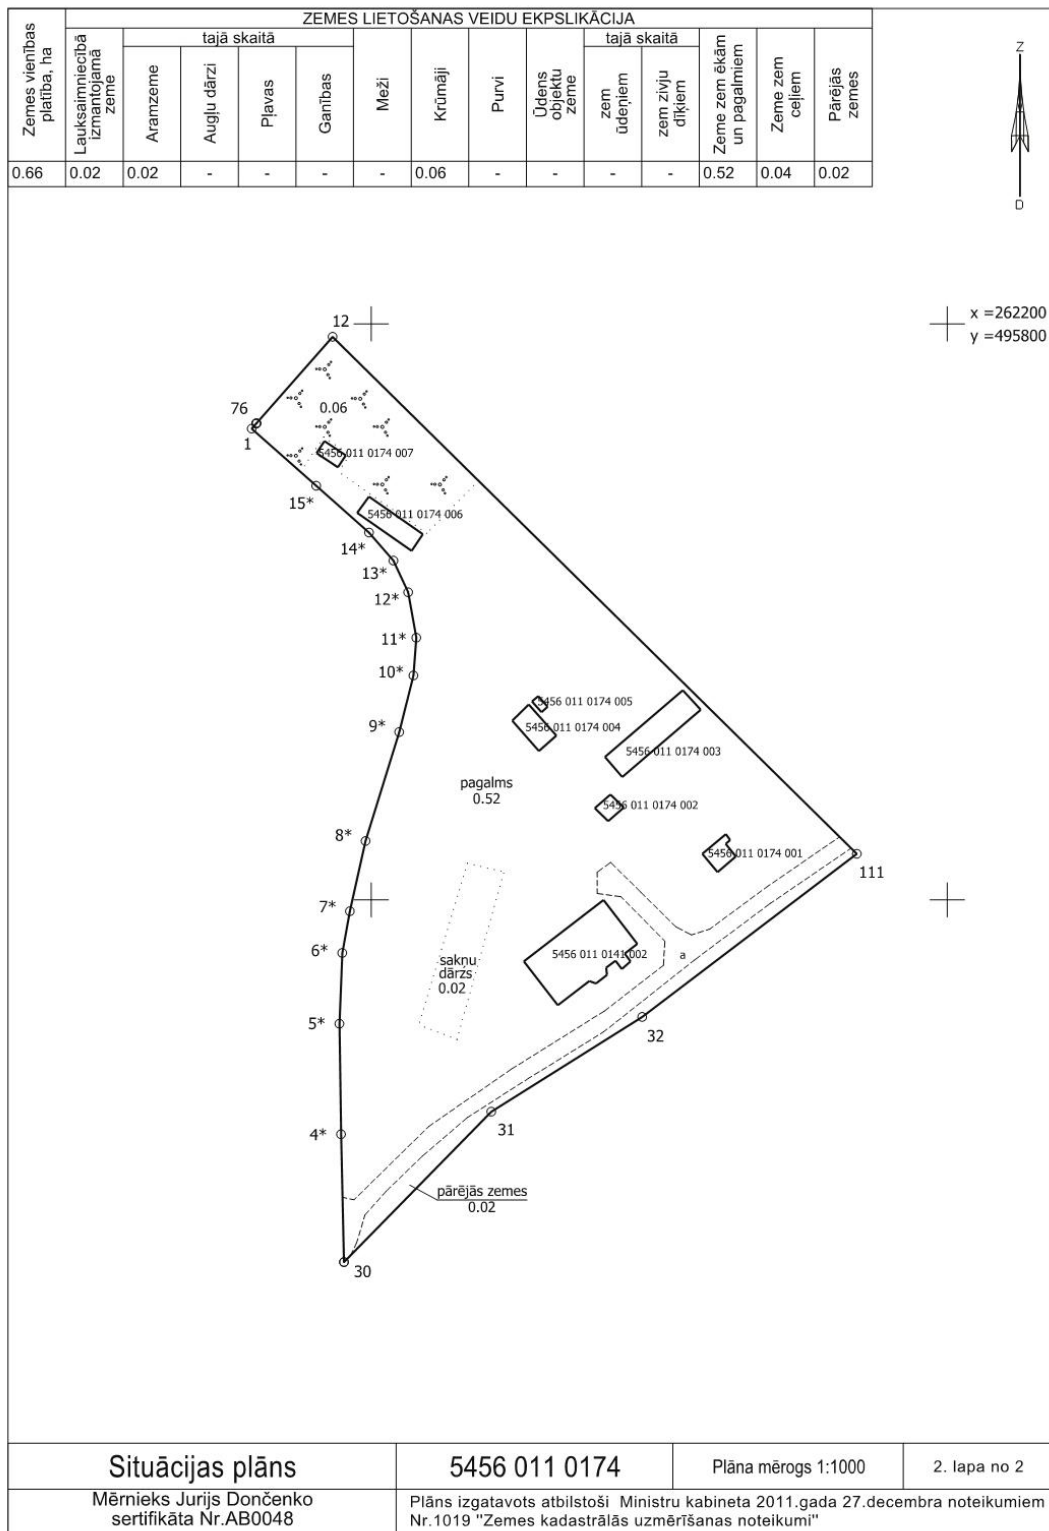 ZEMES LIETOŠANAS VEIDU EKPSLIKĀCIJA
Zemes vienības platība, ha
Lauksaimniecībā izmantojamā zeme
tajā skaitā
Aramzeme
Augļu dārzi
Pļavas
Ganības
Meži
Krūmāji
Purvi
Ūdens objektu zeme
tajā skaitā
zem ūdeņiem
zem zivju dīķiem
Zeme zem ēkām un pagalmiem
Zeme zem ceļiem
Pārējās zemes
0.66 0.02 0.02 - - - - 0.06 - - - - 0.52 0.04 0.02
Z
D
x =262200
y =495800
12
76
0.06
1
5456 011 0174 007
15*
5456 011 0174 006
14*
13*
12*
11*
10*
5456 011 0174 005
9*
5456 011 0174 004
5456 011 0174 003
pagalms
0.52
5456 011 0174 002
8*
5456 011 0174 001
111
7*
6*
sakņu
dārzs
0.02
5456 011 0141 002
a
5*
32
31
4*
pārējās zemes
0.02
30
Situācijas plāns
5456 011 0174
Plāna mērogs 1:1000
2. lapa no 2
Mērnieks Jurijs Dončenko
sertifikāta Nr.AB0048
Plāns izgatavots atbilstoši Ministru kabineta 2011.gada 27.decembra noteikumiem
Nr.1019 "Zemes kadastrālās uzmērīšanas noteikumi"